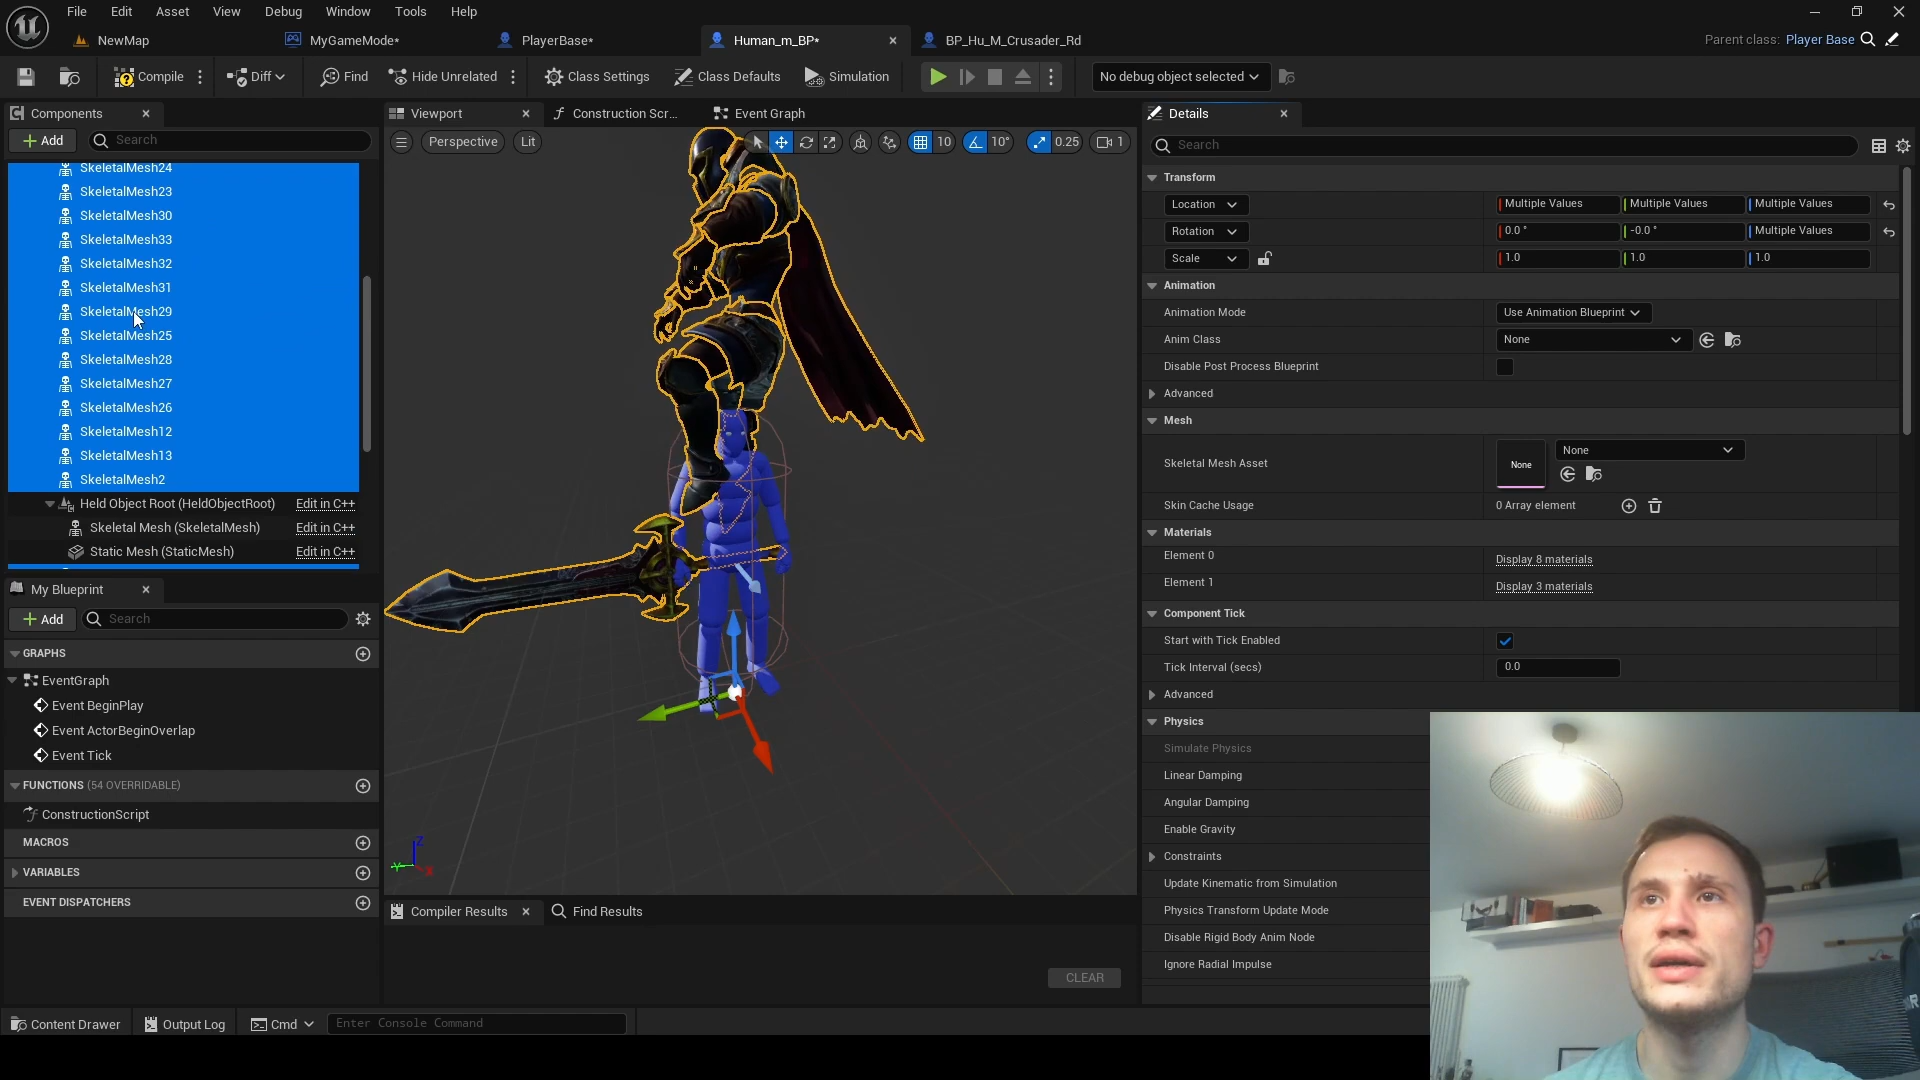 File Edit Asset View Debug Window Tools Help
NewMap MyGameMode* PlayerBase* Human_m_BP* BP_Hu_M_Crusader_Rd Parent class: Player Base
Compile Diff Find Hide Unrelated Class Settings Class Defaults Simulation No debug object selected
Components
Add Search
SkeletalMesh24
SkeletalMesh23
SkeletalMesh30
SkeletalMesh33
SkeletalMesh32
SkeletalMesh31
SkeletalMesh29
SkeletalMesh25
SkeletalMesh28
SkeletalMesh27
SkeletalMesh26
SkeletalMesh12
SkeletalMesh13
SkeletalMesh2
Held Object Root (HeldObjectRoot) Edit in C++
Skeletal Mesh (SkeletalMesh) Edit in C++
Static Mesh (StaticMesh) Edit in C++
My Blueprint
Add Search
GRAPHS
EventGraph
Event BeginPlay
Event ActorBeginOverlap
Event Tick
FUNCTIONS (54 OVERRIDABLE)
ConstructionScript
MACROS
VARIABLES
EVENT DISPATCHERS
Viewport Construction Scr... Event Graph
Perspective Lit 10 10° 0.25 1
Z
Y X
Compiler Results Find Results
CLEAR
Details
Search
Transform
Location Multiple Values Multiple Values Multiple Values
Rotation 0.0 ° -0.0 ° Multiple Values
Scale 1.0 1.0 1.0
Animation
Animation Mode Use Animation Blueprint
Anim Class None
Disable Post Process Blueprint
Advanced
Mesh
Skeletal Mesh Asset None None
Skin Cache Usage 0 Array element
Materials
Element 0 Display 8 materials
Element 1 Display 3 materials
Component Tick
Start with Tick Enabled
Tick Interval (secs) 0.0
Advanced
Physics
Simulate Physics
Linear Damping
Angular Damping
Enable Gravity
Constraints
Update Kinematic from Simulation
Physics Transform Update Mode
Disable Rigid Body Anim Node
Ignore Radial Impulse
Content Drawer Output Log Cmd Enter Console Command